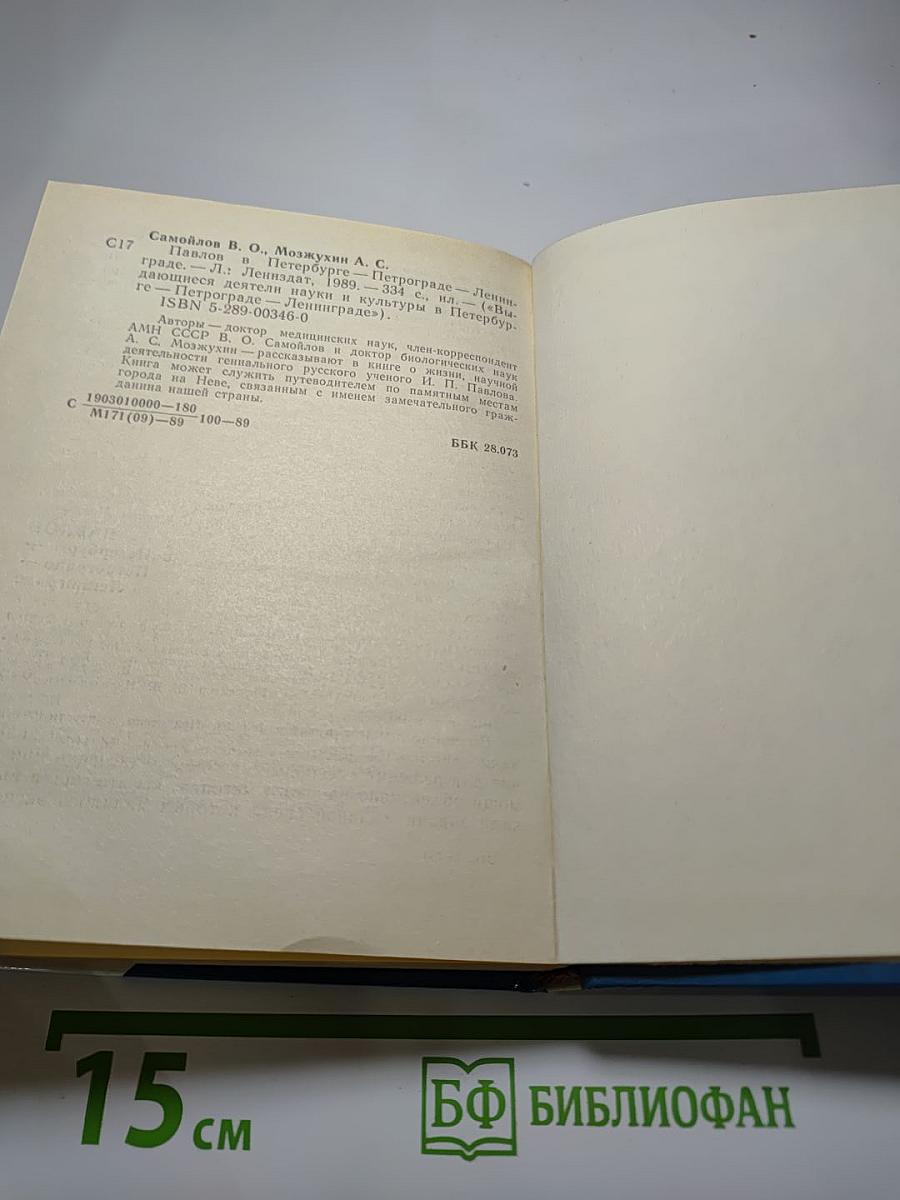 С17
Самойлов В. О., Мозжухин А. С.
Павлов в Петербурге — Петрограде — Ленин-
граде. — Л.: Лениздат, 1989. — 334 с., ил. — («Вы-
дающиеся деятели науки и культуры в Петербур-
ге — Петрограде — Ленинграде»).
ISBN 5-289-00346-0
Авторы — доктор медицинских наук, член-корреспондент
АМН СССР В. О. Самойлов и доктор биологических наук
А. С. Мозжухин — рассказывают в книге о жизни, научной
деятельности гениального русского ученого И. П. Павлова.
Книга может служить путеводителем по памятным местам
города на Неве, связанным с именем замечательного граж-
данина нашей страны.
С 1903010000—180
М171(09)—89 100—89
ББК 28.073
15 см
БФ БИБЛИОФАН